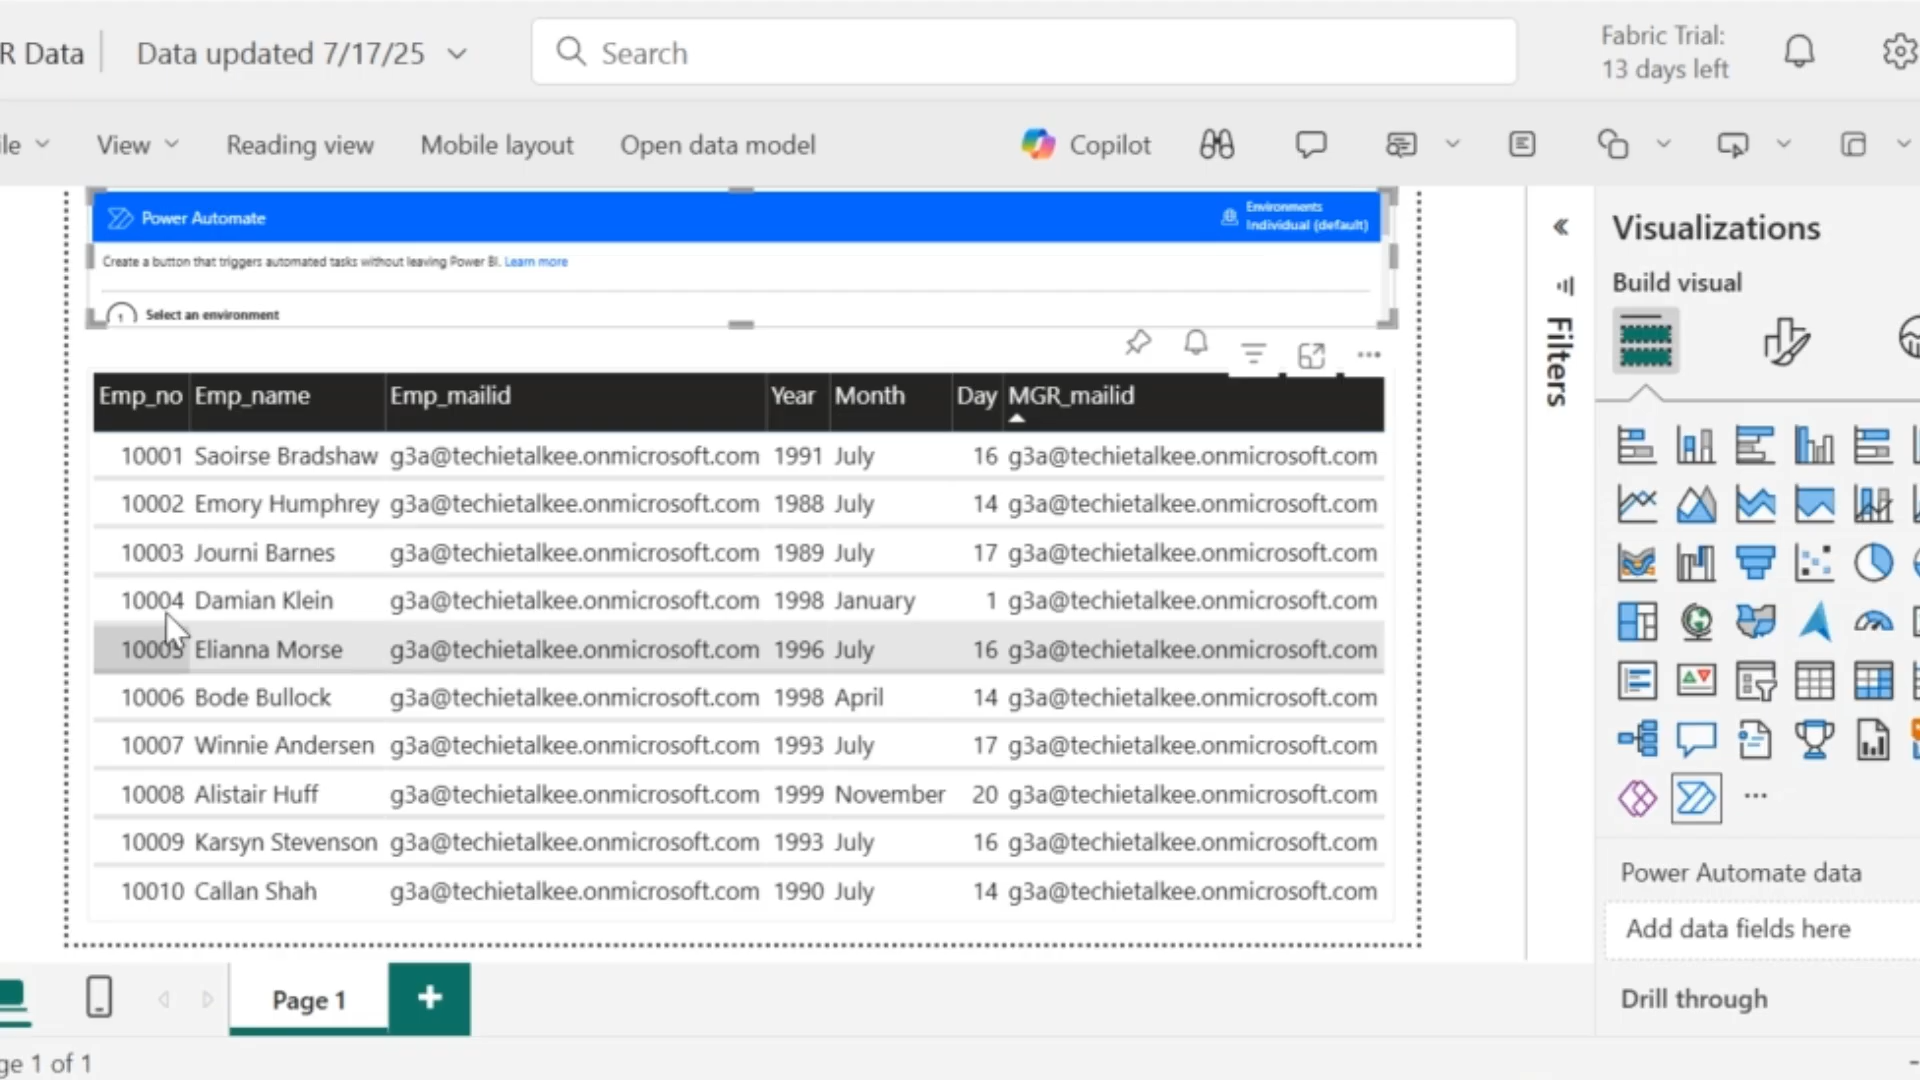 R Data
Data updated 7/17/25
Search
Fabric Trial:
13 days left
le
View
Reading view
Mobile layout
Open data model
Copilot
Power Automate
Environments
Individual (default)
Create a button that triggers automated tasks without leaving Power BI. Learn more
1 Select an environment
Emp_no Emp_name Emp_mailid Year Month Day MGR_mailid
10001 Saoirse Bradshaw g3a@techietalkee.onmicrosoft.com 1991 July 16 g3a@techietalkee.onmicrosoft.com
10002 Emory Humphrey g3a@techietalkee.onmicrosoft.com 1988 July 14 g3a@techietalkee.onmicrosoft.com
10003 Journi Barnes g3a@techietalkee.onmicrosoft.com 1989 July 17 g3a@techietalkee.onmicrosoft.com
10004 Damian Klein g3a@techietalkee.onmicrosoft.com 1998 January 1 g3a@techietalkee.onmicrosoft.com
10005 Elianna Morse g3a@techietalkee.onmicrosoft.com 1996 July 16 g3a@techietalkee.onmicrosoft.com
10006 Bode Bullock g3a@techietalkee.onmicrosoft.com 1998 April 14 g3a@techietalkee.onmicrosoft.com
10007 Winnie Andersen g3a@techietalkee.onmicrosoft.com 1993 July 17 g3a@techietalkee.onmicrosoft.com
10008 Alistair Huff g3a@techietalkee.onmicrosoft.com 1999 November 20 g3a@techietalkee.onmicrosoft.com
10009 Karsyn Stevenson g3a@techietalkee.onmicrosoft.com 1993 July 16 g3a@techietalkee.onmicrosoft.com
10010 Callan Shah g3a@techietalkee.onmicrosoft.com 1990 July 14 g3a@techietalkee.onmicrosoft.com
Filters
Visualizations
Build visual
Power Automate data
Add data fields here
Drill through
Page 1
ge 1 of 1